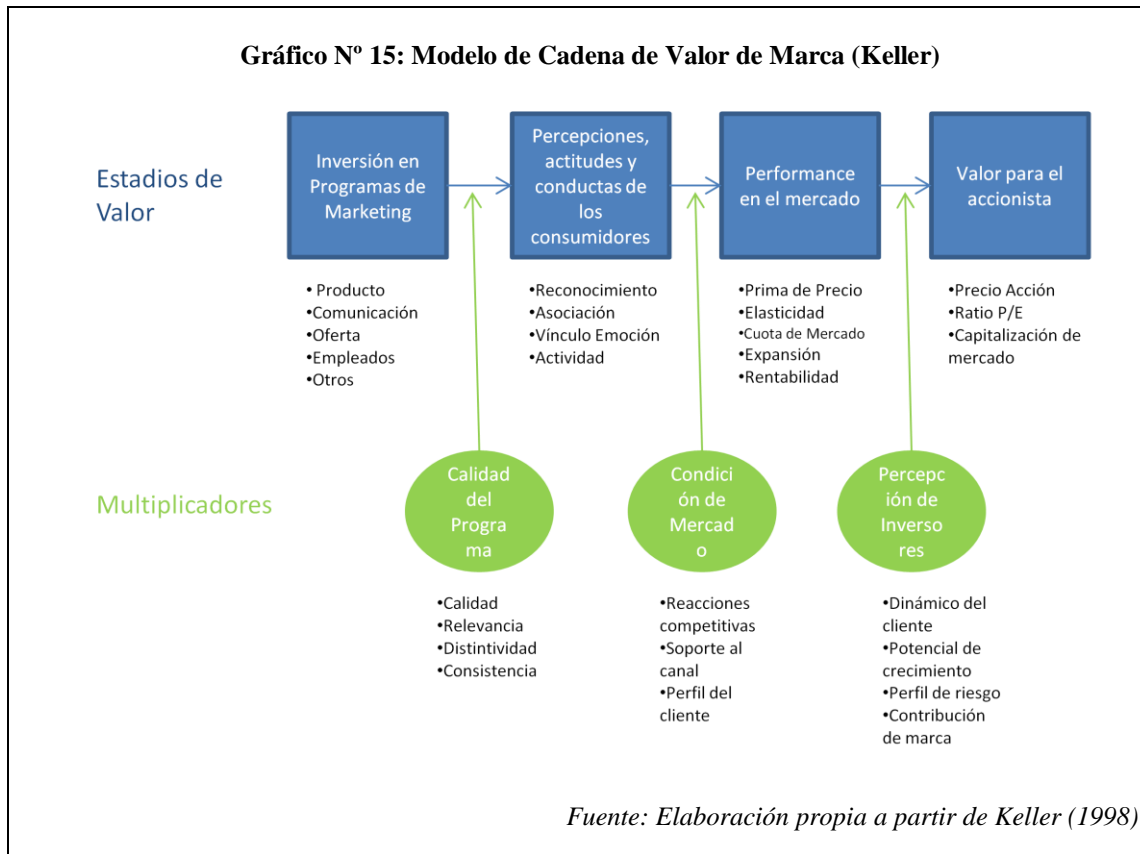 Gráfico Nº 15: Modelo de Cadena de Valor de Marca (Keller)
Estadios de
Valor
Inversión en
Programas de
Marketing
Percepciones,
actitudes y
conductas de
los
consumidores
Performance
en el mercado
Valor para el
accionista
• Producto
•Comunicación
•Oferta
•Empleados
•Otros
•Reconocimiento
•Asociación
•Vínculo Emoción
•Actividad
•Prima de Precio
•Elasticidad
•Cuota de Mercado
•Expansión
•Rentabilidad
•Precio Acción
•Ratio P/E
•Capitalización de
mercado
Multiplicadores
Calidad
del
Progra
ma
Condici
ón de
Mercad
o
Percepc
ión de
Inverso
res
•Calidad
•Relevancia
•Distintividad
•Consistencia
•Reacciones
competitivas
•Soporte al
canal
•Perfil del
cliente
•Dinámico del
cliente
•Potencial de
crecimiento
•Perfil de riesgo
•Contribución
de marca
Fuente: Elaboración propia a partir de Keller (1998)